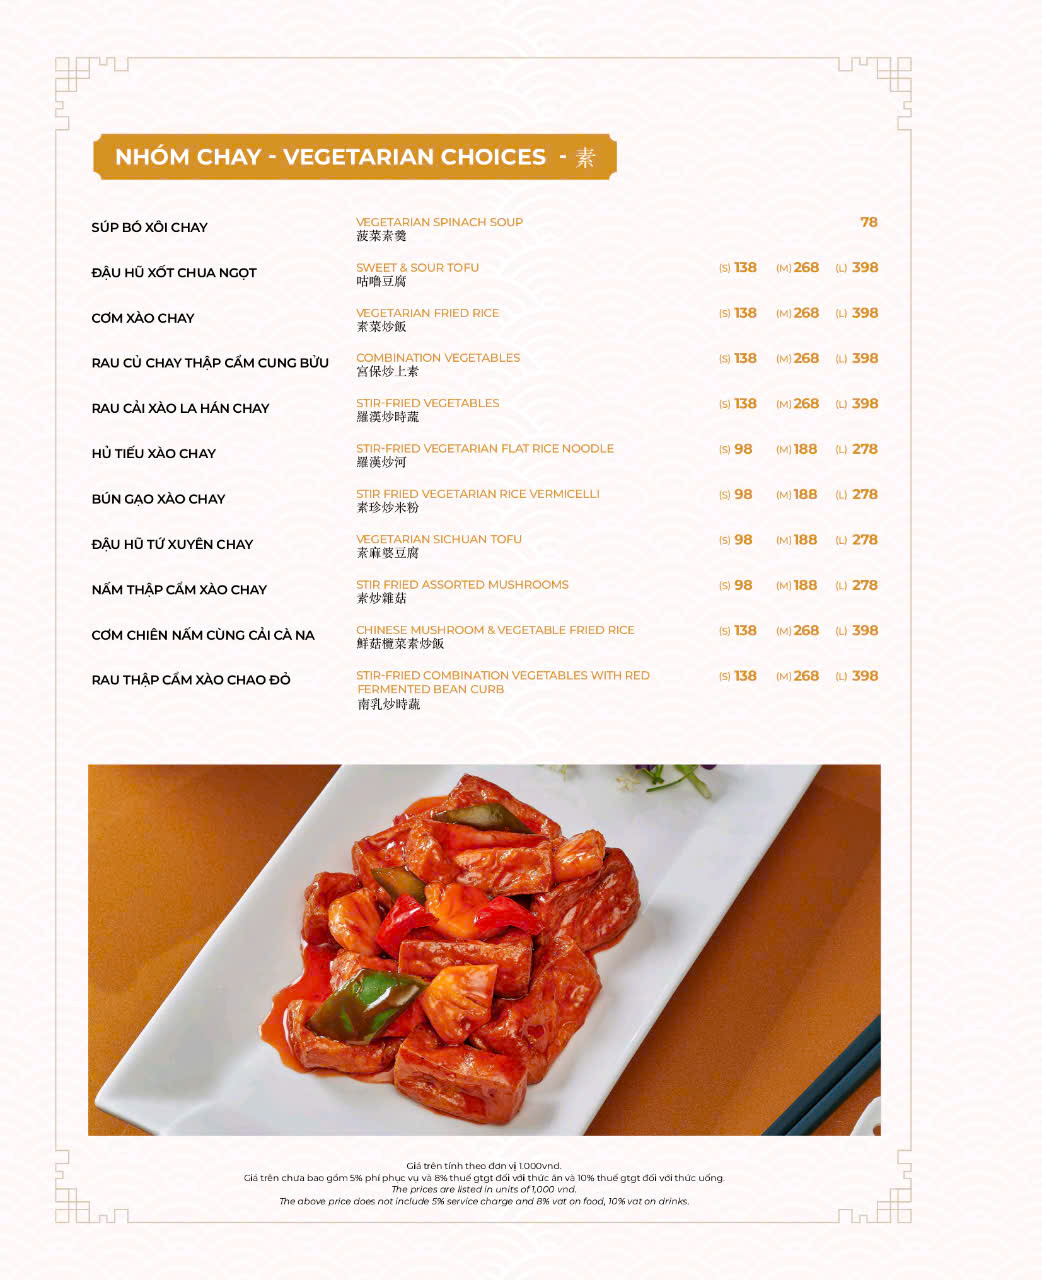 NHÓM CHAY - VEGETARIAN CHOICES - 素
SÚP BÓ XÔI CHAY
VEGETARIAN SPINACH SOUP
78
菠菜素羹
ĐẬU HŨ XỐT CHUA NGỌT
SWEET & SOUR TOFU
(S) 138 (M) 268 (L) 398
咕嚕豆腐
CƠM XÀO CHAY
VEGETARIAN FRIED RICE
(S) 138 (M) 268 (L) 398
素菜炒飯
RAU CỦ CHAY THẬP CẨM CUNG BỬU
COMBINATION VEGETABLES
(S) 138 (M) 268 (L) 398
宮保炒上素
RAU CẢI XÀO LA HÁN CHAY
STIR-FRIED VEGETABLES
(S) 138 (M) 268 (L) 398
羅漢炒時蔬
HỦ TIẾU XÀO CHAY
STIR-FRIED VEGETARIAN FLAT RICE NOODLE
(S) 98 (M) 188 (L) 278
羅漢炒河
BÚN GẠO XÀO CHAY
STIR FRIED VEGETARIAN RICE VERMICELLI
(S) 98 (M) 188 (L) 278
素珍炒米粉
ĐẬU HŨ TỨ XUYÊN CHAY
VEGETARIAN SICHUAN TOFU
(S) 98 (M) 188 (L) 278
素麻婆豆腐
NẤM THẬP CẨM XÀO CHAY
STIR FRIED ASSORTED MUSHROOMS
(S) 98 (M) 188 (L) 278
素炒雜菇
CƠM CHIÊN NẤM CÙNG CẢI CÀ NA
CHINESE MUSHROOM & VEGETABLE FRIED RICE
(S) 138 (M) 268 (L) 398
鮮菇欖菜素炒飯
RAU THẬP CẨM XÀO CHAO ĐỎ
STIR-FRIED COMBINATION VEGETABLES WITH RED
FERMENTED BEAN CURB
(S) 138 (M) 268 (L) 398
南乳炒時蔬
Giá trên tính theo đơn vị 1.000vnd.
Giá trên chưa bao gồm 5% phí phục vụ và 8% thuế gtgt đối với thức ăn và 10% thuế gtgt đối với thức uống.
The prices are listed in units of 1,000 vnd.
The above price does not include 5% service charge and 8% vat on food, 10% vat on drinks.